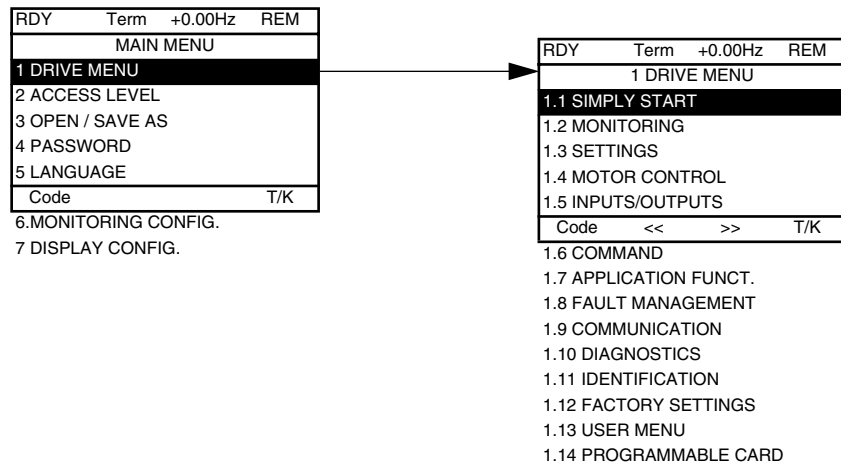 RDY Term +0.00Hz REM
MAIN MENU
1 DRIVE MENU
2 ACCESS LEVEL
3 OPEN / SAVE AS
4 PASSWORD
5 LANGUAGE
Code T/K
6.MONITORING CONFIG.
7 DISPLAY CONFIG.
RDY Term +0.00Hz REM
1 DRIVE MENU
1.1 SIMPLY START
1.2 MONITORING
1.3 SETTINGS
1.4 MOTOR CONTROL
1.5 INPUTS/OUTPUTS
Code << >> T/K
1.6 COMMAND
1.7 APPLICATION FUNCT.
1.8 FAULT MANAGEMENT
1.9 COMMUNICATION
1.10 DIAGNOSTICS
1.11 IDENTIFICATION
1.12 FACTORY SETTINGS
1.13 USER MENU
1.14 PROGRAMMABLE CARD